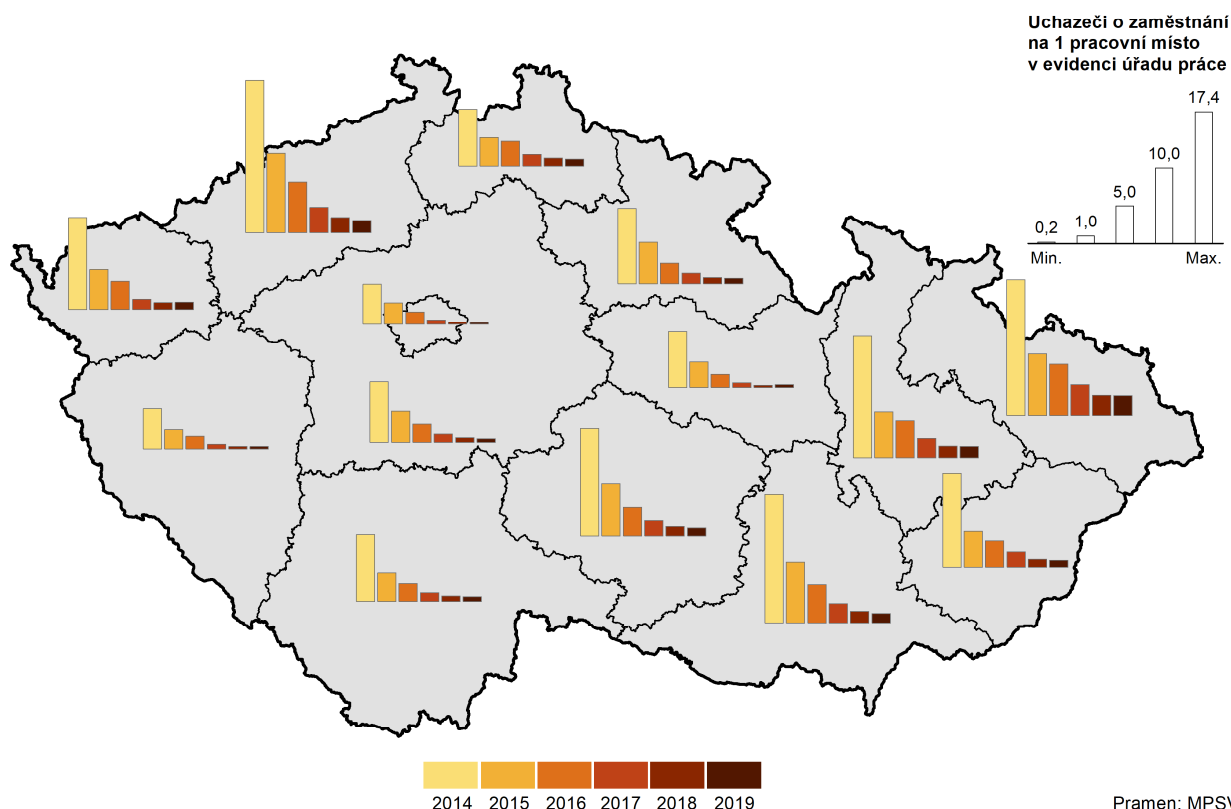 Uchazeči o zaměstnání
na 1 pracovní místo
v evidenci úřadu práce
17,4
10,0
5,0
1,0
0,2
Min.
Max.
2014 2015 2016 2017 2018 2019
Pramen: MPSV